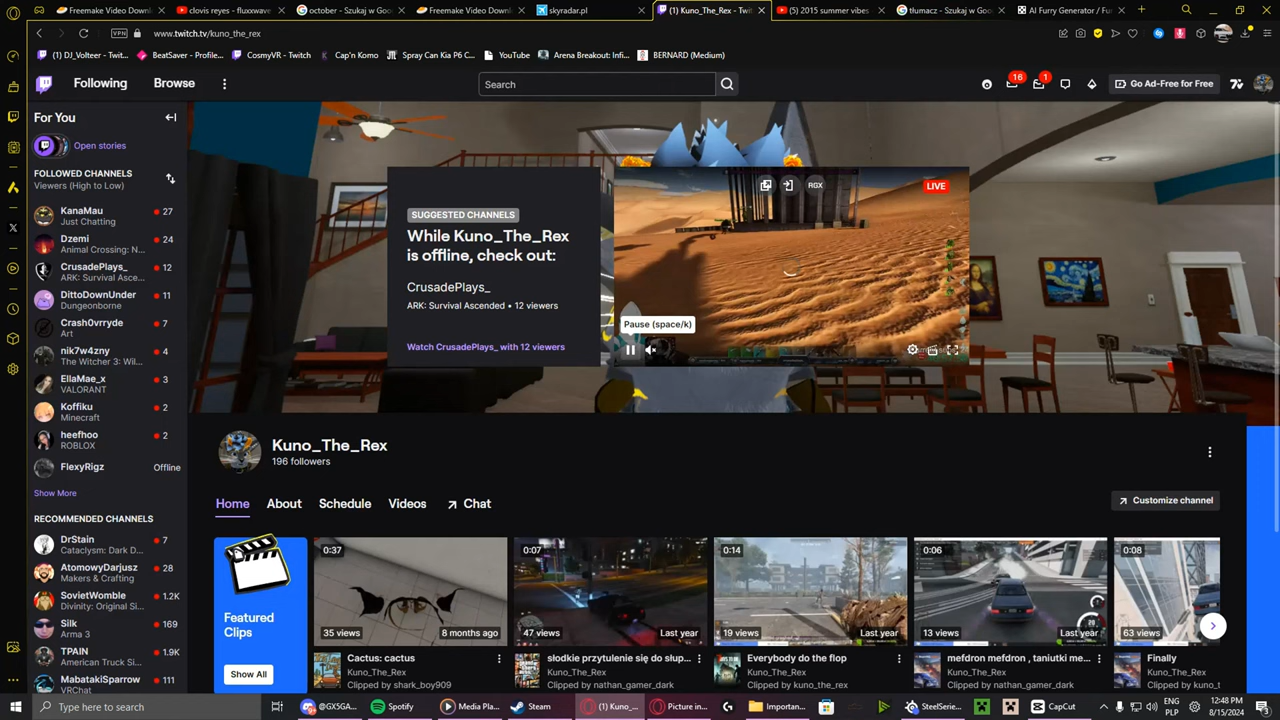 Freemake Video Downl...
clovis reyes - fluxxwave
october - Szukaj w Goog
Freemake Video Downl...
skyradar.pl
(1) Kuno_The_Rex - Twit
(5) 2015 summer vibes
tłumacz - Szukaj w Goo
AI Furry Generator / Fur
VPN
www.twitch.tv/kuno_the_rex
(1) DJ_Volteer - Twit...
BeatSaver - Profile...
CosmyVR - Twitch
Cap'n Komo
Spray Can Kia P6 C...
YouTube
Arena Breakout: Infi...
BERNARD (Medium)
Following
Browse
Search
16
1
Go Ad-Free for Free
For You
Open stories
FOLLOWED CHANNELS
Viewers (High to Low)
KanaMau 27
Just Chatting
Dzemi 24
Animal Crossing: N...
CrusadePlays_ 12
ARK: Survival Asce...
DittoDownUnder 11
Dungeonborne
Crash0vrryde 7
Art
nik7w4zny 4
The Witcher 3: Wil...
EllaMae_x 3
VALORANT
Koffiku 2
Minecraft
heefhoo 2
ROBLOX
FlexyRigz Offline
Show More
RECOMMENDED CHANNELS
DrStain 7
Cataclysm: Dark D...
AtomowyDarjusz 28
Makers & Crafting
SovietWomble 1.2K
Divinity: Original Si...
Silk 169
Arma 3
TPAIN 1.9K
American Truck Si...
MabatakiSparrow 111
VRChat
SUGGESTED CHANNELS
While Kuno_The_Rex
is offline, check out:
CrusadePlays_
ARK: Survival Ascended • 12 viewers
Watch CrusadePlays_ with 12 viewers
RGX
LIVE
Pause (space/k)
Kuno_The_Rex
196 followers
Home
About
Schedule
Videos
Chat
Customize channel
Featured
Clips
Show All
0:37
35 views
8 months ago
Cactus: cactus
Kuno_The_Rex
Clipped by shark_boy909
0:07
47 views
Last year
słodkie przytulenie się do słup...
Kuno_The_Rex
Clipped by nathan_gamer_dark
0:14
19 views
Last year
Everybody do the flop
Kuno_The_Rex
Clipped by kuno_the_rex
0:06
13 views
Last year
mefdron mefdron , taniutki me...
Kuno_The_Rex
Clipped by nathan_gamer_dark
0:08
63 views
Finally
Kuno_The_Rex
Clipped by kuno_t
Type here to search
@GX5GA...
Spotify
Media Pla...
Steam
(1) Kuno_...
Picture in...
Importan...
SteelSerie...
CapCut
ENG
PLP
12:48 PM
8/15/2024